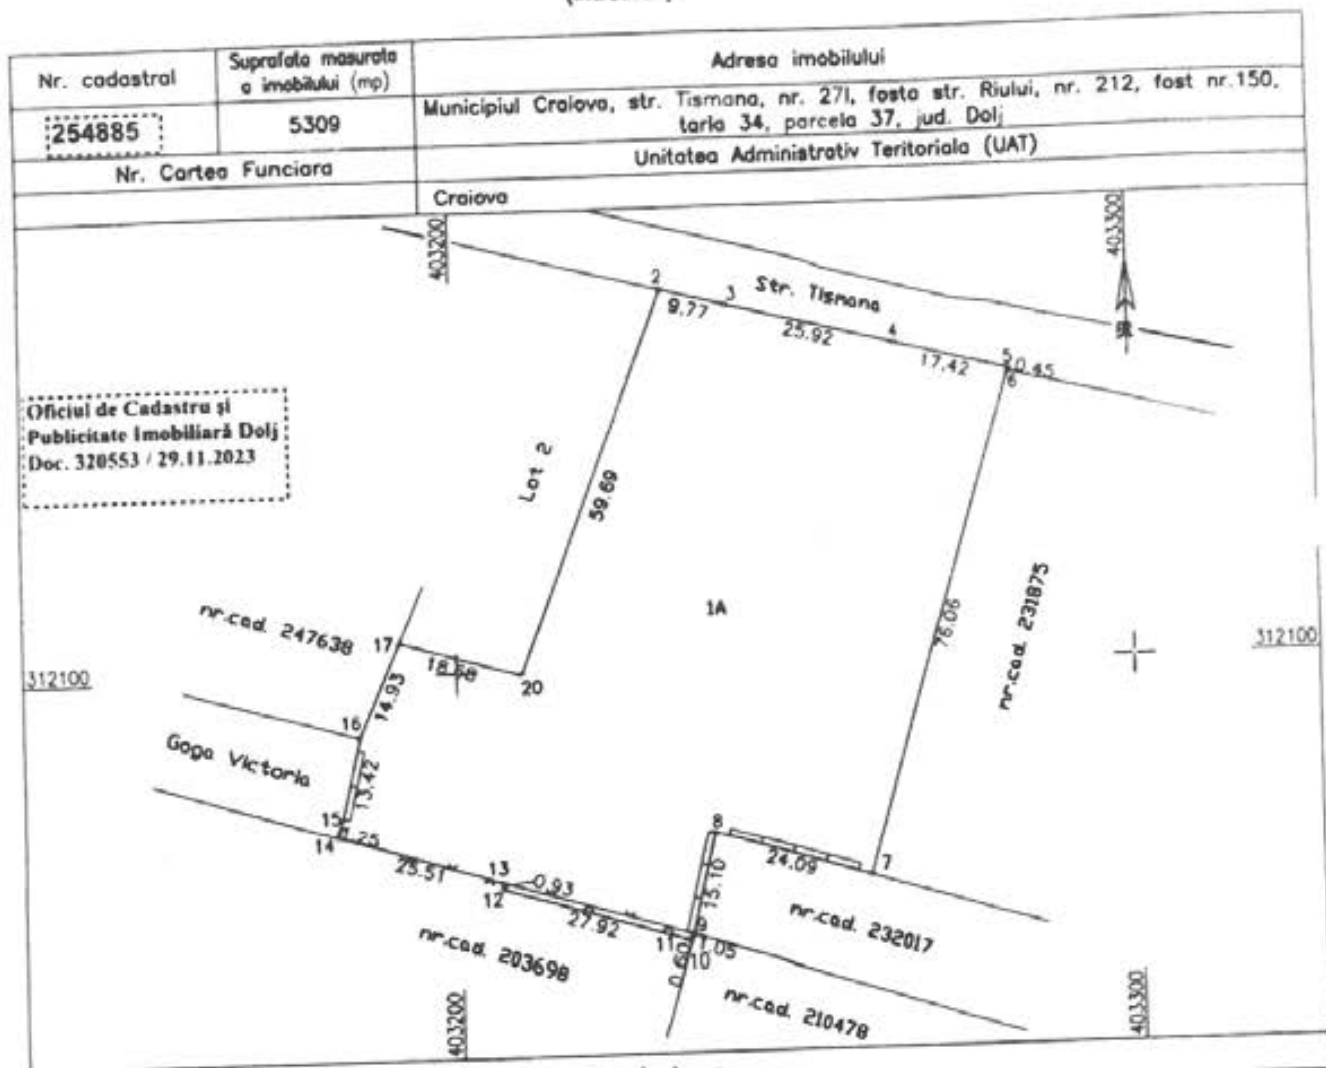 Nr. cadastral
Suprafata masurata
a imobilului (mp)
Adresa imobilului
254885
5309
Municipiul Craiova, str. Tismana, nr. 27I, fosta str. Riului, nr. 212, fost nr.150,
tarla 34, parcela 37, jud. Dolj
Nr. Cartea Funciara
Unitatea Administrativ Teritoriala (UAT)
Craiova
403200
403300
2
3
Str. Tismana
9.77
25.92
4
17.42
5
0.45
6
Oficiul de Cadastru și
Publicitate Imobiliară Dolj
Doc. 320553 / 29.11.2023
Lot 2
59.69
76.06
nr.cad. 231875
1A
nr.cad. 247638
17
18.58
20
312100
312100
14.93
16
Goga Victoria
13.42
15
1.25
14
25.51
13
0.93
12
27.92
8
24.09
7
15.10
nr.cad. 232017
9
11
1.05
10
0.60
nr.cad. 203698
nr.cad. 210478
403200
403300